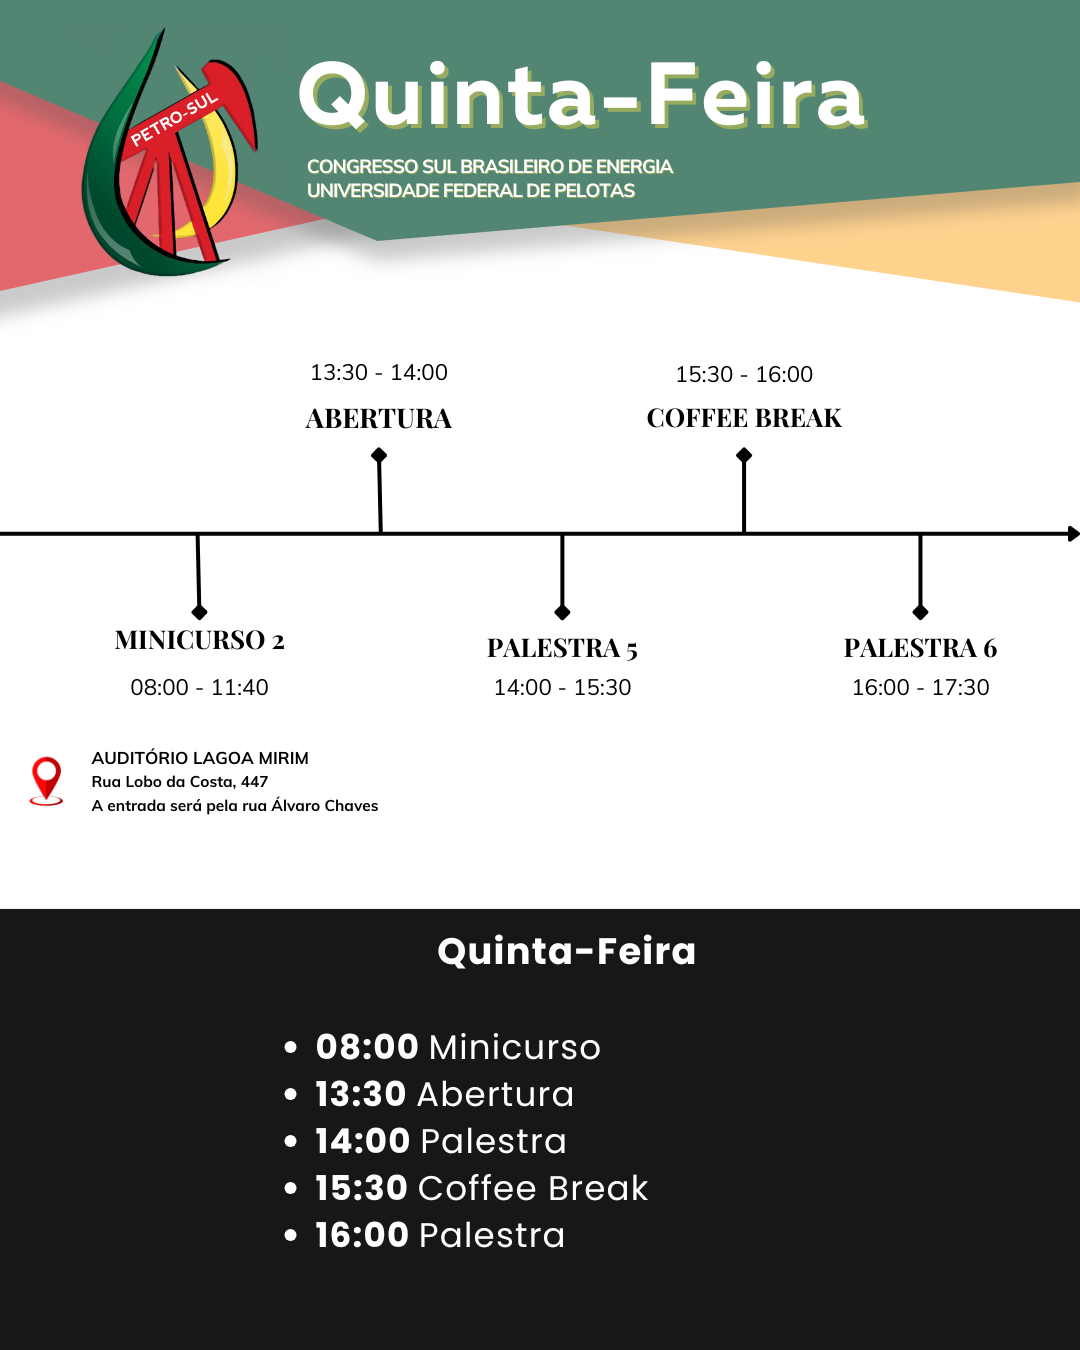 PETRO-SUL
Quinta-Feira
CONGRESSO SUL BRASILEIRO DE ENERGIA
UNIVERSIDADE FEDERAL DE PELOTAS
13:30 - 14:00
ABERTURA
15:30 - 16:00
COFFEE BREAK
MINICURSO 2
08:00 - 11:40
PALESTRA 5
14:00 - 15:30
PALESTRA 6
16:00 - 17:30
AUDITÓRIO LAGOA MIRIM
Rua Lobo da Costa, 447
A entrada será pela rua Álvaro Chaves
Quinta-Feira
• 08:00 Minicurso
• 13:30 Abertura
• 14:00 Palestra
• 15:30 Coffee Break
• 16:00 Palestra